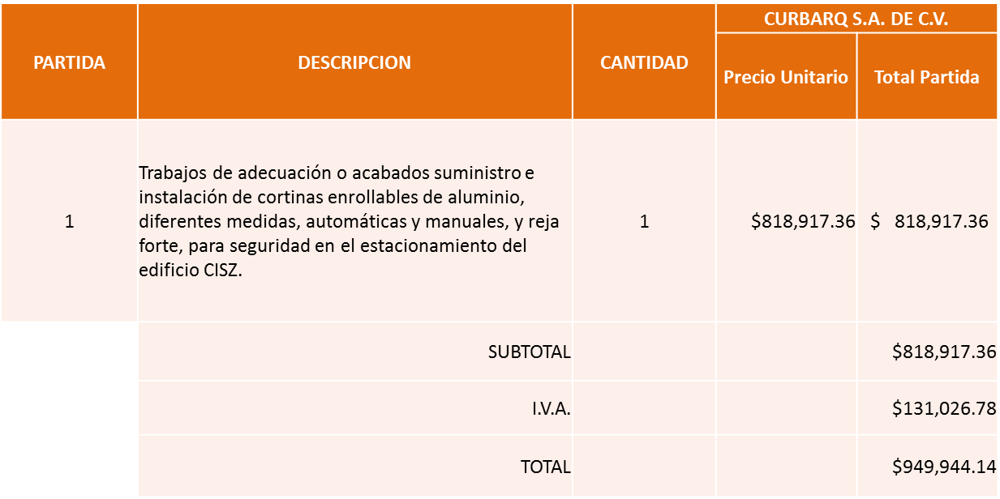 CURBARQ S.A. DE C.V.
PARTIDA DESCRIPCION CANTIDAD Precio Unitario Total Partida
Trabajos de adecuación o acabados suministro e
instalación de cortinas enrollables de aluminio,
1 diferentes medidas, automáticas y manuales, y reja 1 $818,917.36 $ 818,917.36
forte, para seguridad en el estacionamiento del
edificio CISZ.
SUBTOTAL $818,917.36
I.V.A. $131,026.78
TOTAL $949,944.14